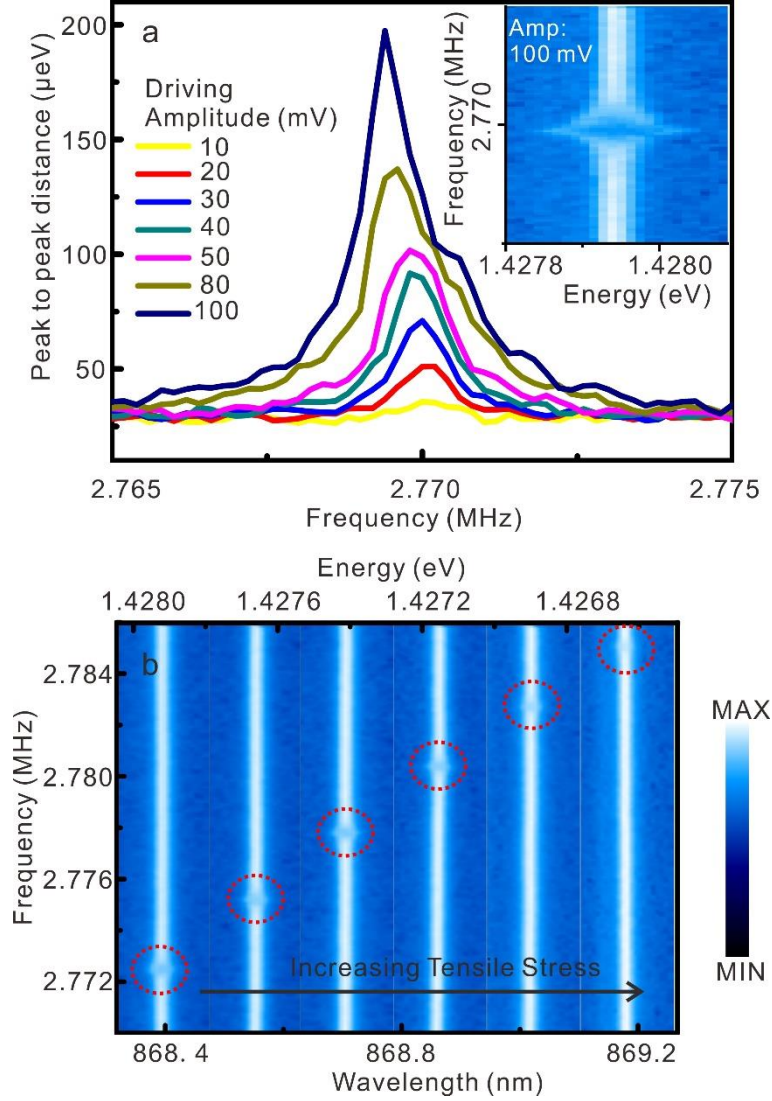 a
Peak to peak distance (µeV)
200
150
100
50
Driving
Amplitude (mV)
10
20
30
40
50
80
100
2.765
2.770
2.775
Frequency (MHz)
Amp:
100 mV
Frequency (MHz)
2.770
1.4278
1.4280
Energy (eV)
Energy (eV)
1.4280
1.4276
1.4272
1.4268
b
Frequency (MHz)
2.784
2.780
2.776
2.772
Increasing Tensile Stress
868.4
868.8
869.2
Wavelength (nm)
MAX
MIN